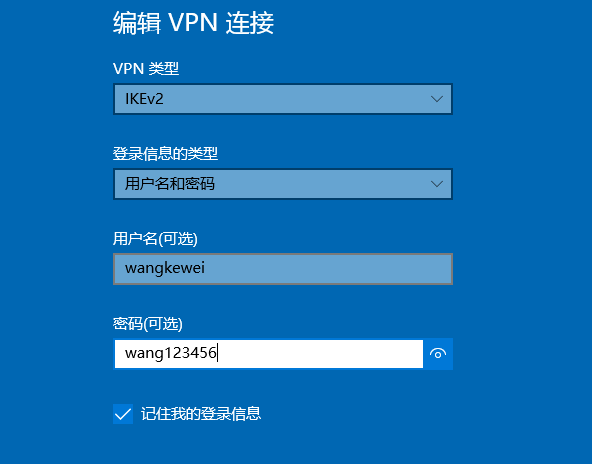 编辑 VPN 连接
VPN 类型
IKEv2
登录信息的类型
用户名和密码
用户名(可选)
wangkewei
密码(可选)
wang123456
记住我的登录信息